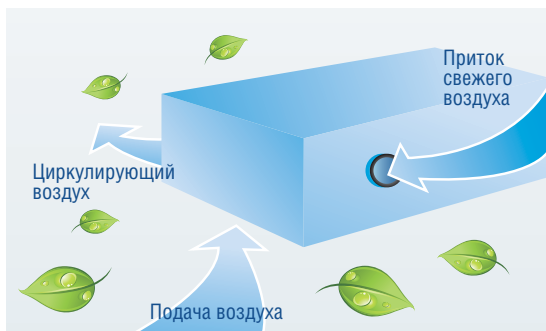 Приток
свежего
воздуха
Циркулирующий
воздух
Подача воздуха